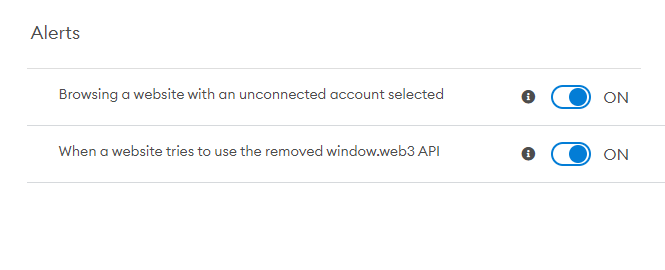 Alerts
Browsing a website with an unconnected account selected
ON
When a website tries to use the removed window.web3 API
ON